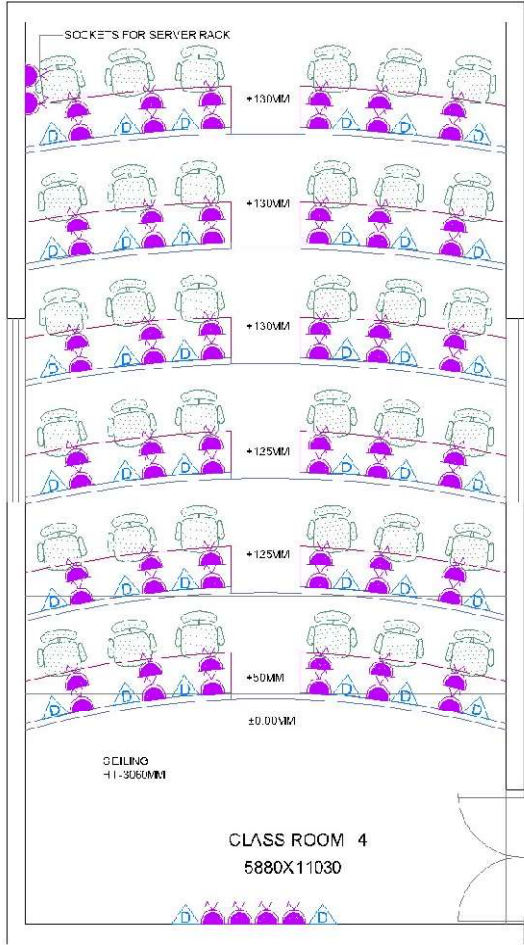 SOCKETS FOR SERVER RACK
+130MM
D D D D D D
+130MM
D D D D D D
+130MM
D D D D D D
+125MM
D D D D D D
+125MM
D D D D D D
+50MM
D D D D D D
±0.00MM
CEILING
HT-3060MM
CLASS ROOM 4
5880X11030
D D